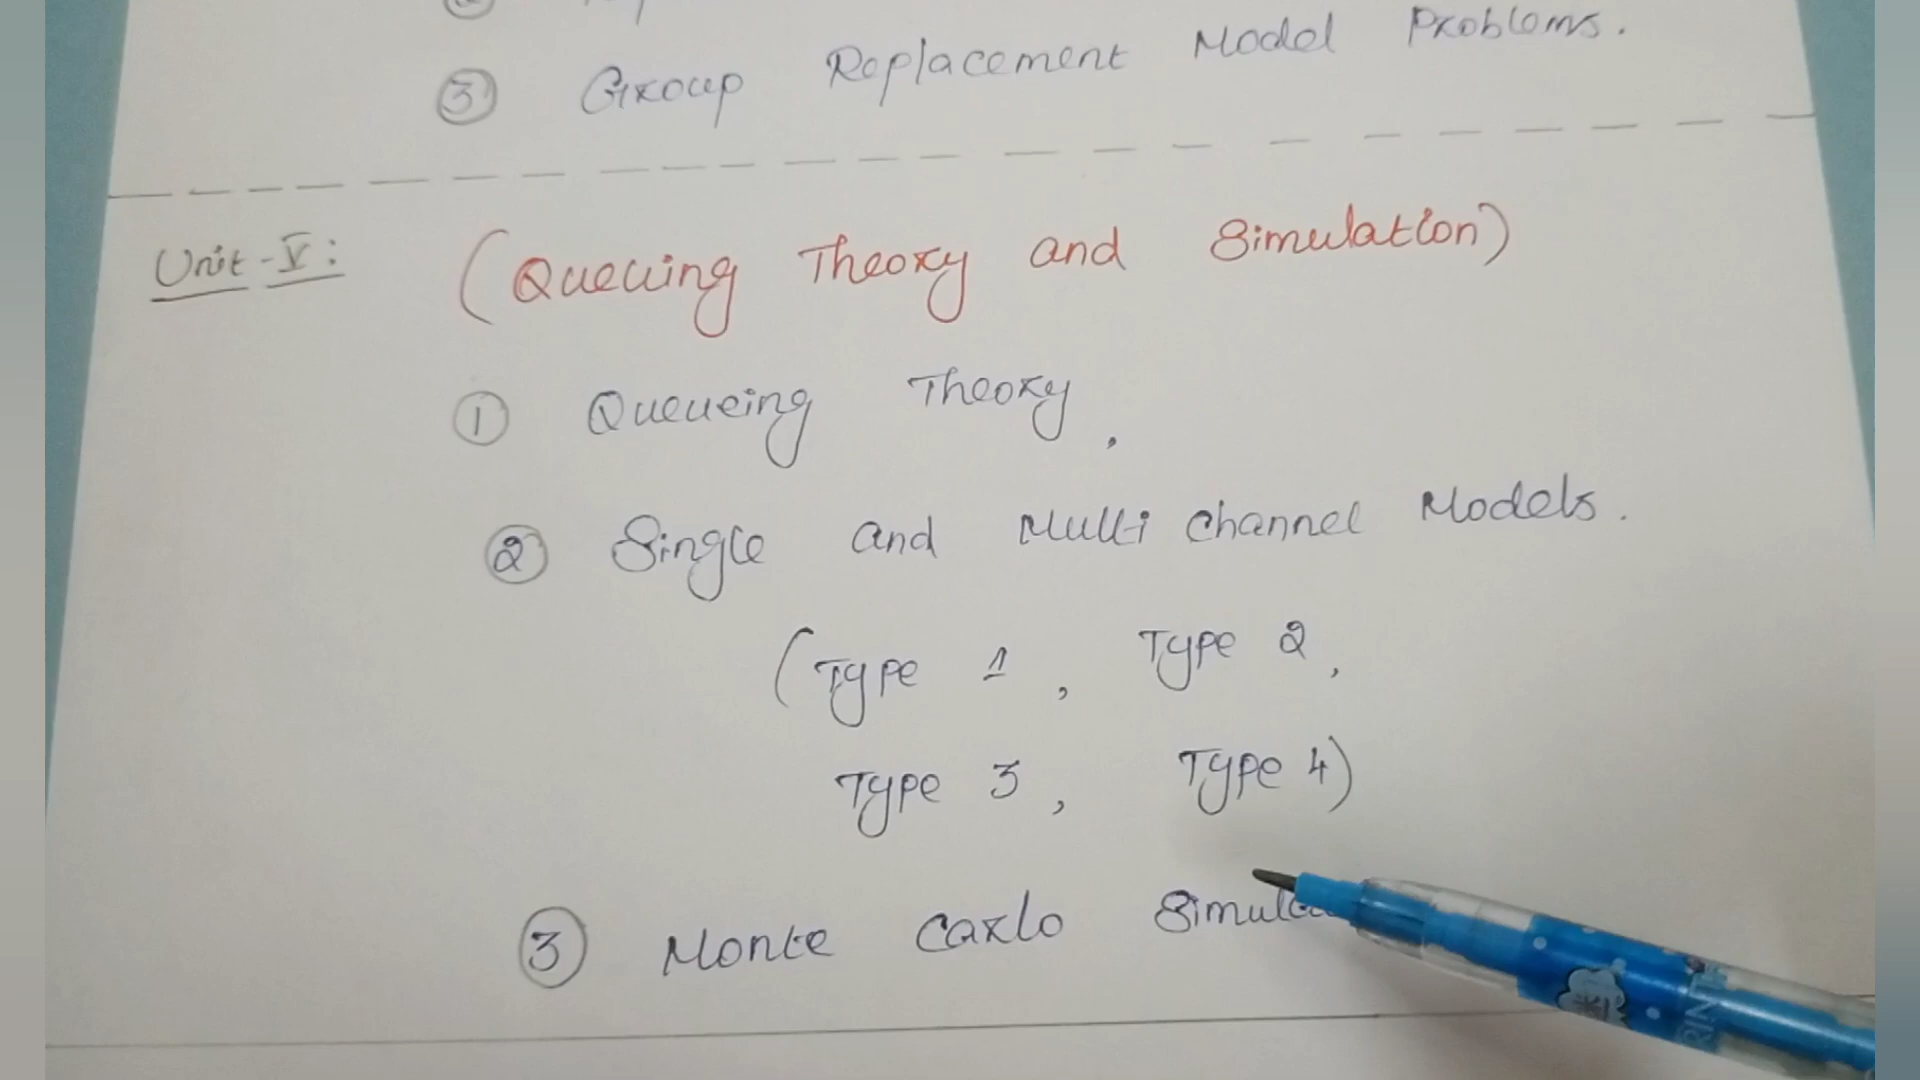 ③ Group Replacement Model Problems.
Unit-V: (Queuing Theory and Simulation)
① Queueing Theory.
② Single and Multi channel Models.
(Type 1, Type 2,
Type 3, Type 4)
③ Monte Carlo